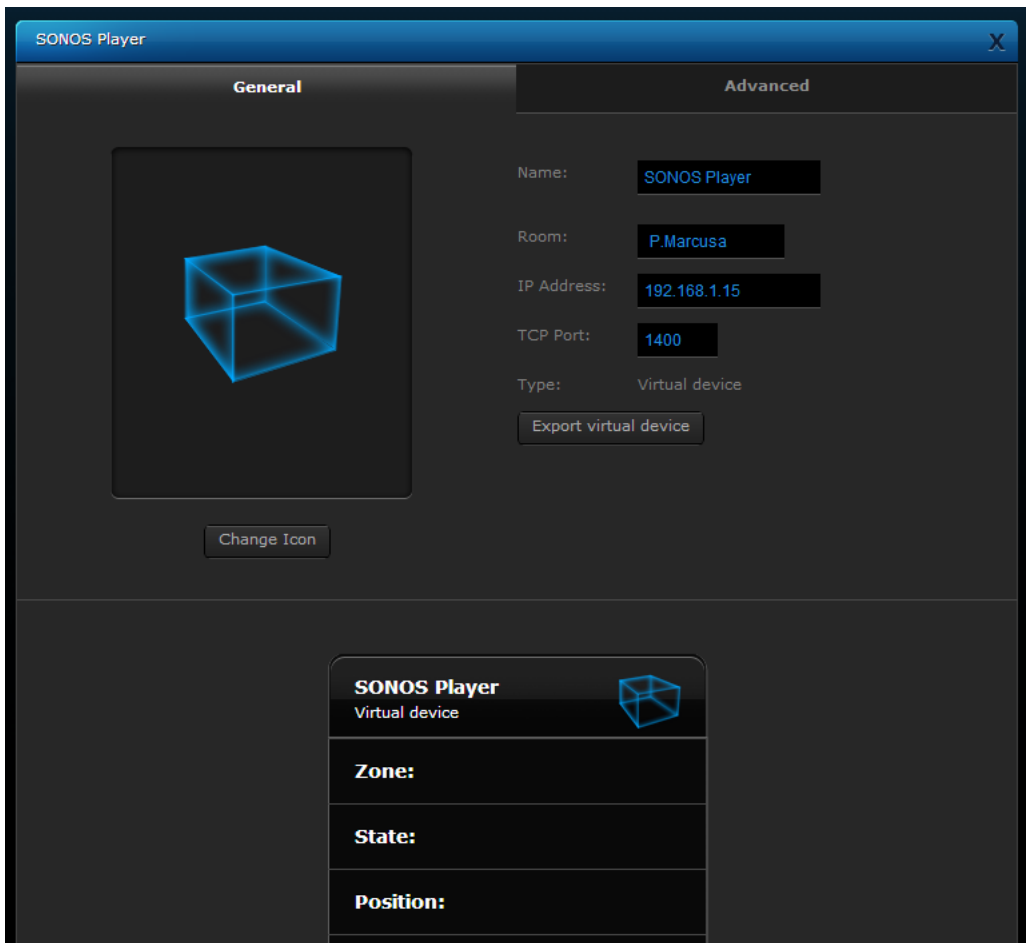 SONOS Player
X
General
Advanced
Name:
SONOS Player
Room:
P.Marcusa
IP Address:
192.168.1.15
TCP Port:
1400
Type:
Virtual device
Export virtual device
Change Icon
SONOS Player
Virtual device
Zone:
State:
Position: